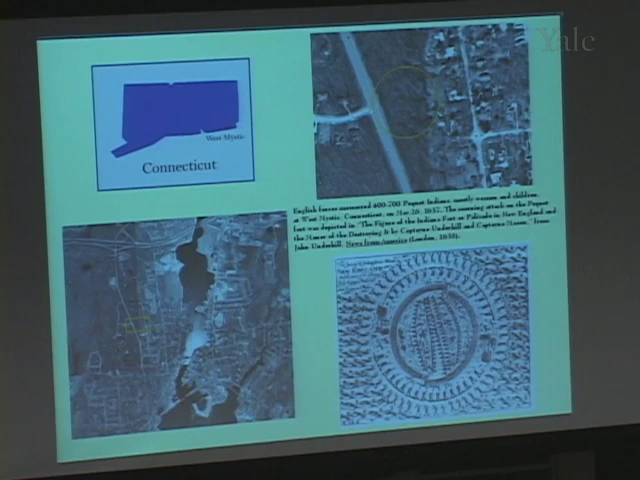 Yale
West Mystic
Connecticut
English forces massacred 400-700 Pequot Indians, mostly women and children,
at West Mystic, Connecticut, on May 26, 1637. The ensuing attack on the Pequot
fort was depicted in "The Figure of the Indians Fort or Palizado in New England and
the Maner of the Destroying It by Captayne Underhill and Captayne Mason," from
John Underhill, News from America (London, 1638).